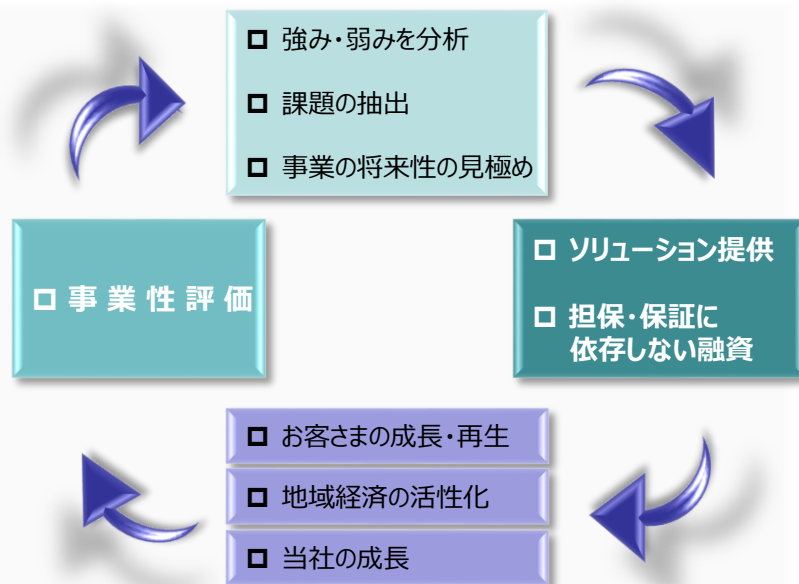 □ 強み・弱みを分析
□ 課題の抽出
□ 事業の将来性の見極め
□ 事業性評価
□ ソリューション提供
□ 担保・保証に
依存しない融資
□ お客さまの成長・再生
□ 地域経済の活性化
□ 当社の成長